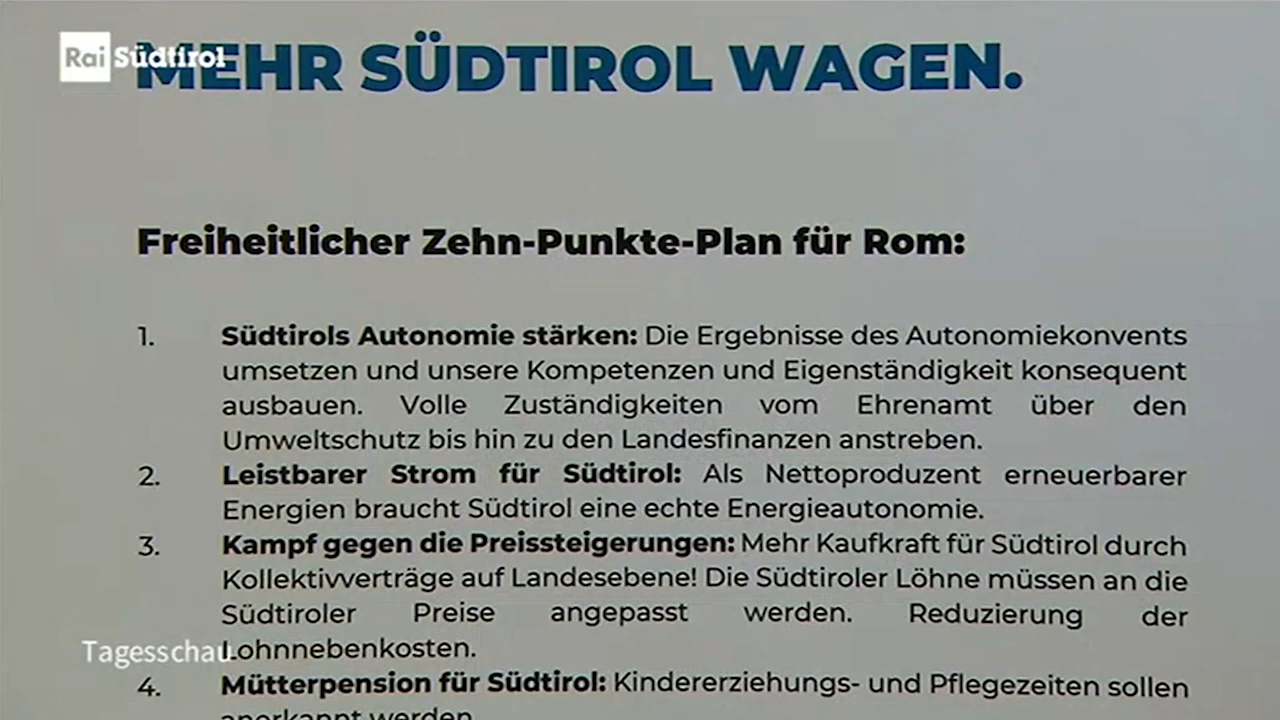 Rai Südtirol
MEHR SÜDTIROL WAGEN.
Freiheitlicher Zehn-Punkte-Plan für Rom:
1. Südtirols Autonomie stärken: Die Ergebnisse des Autonomiekonvents
umsetzen und unsere Kompetenzen und Eigenständigkeit konsequent
ausbauen. Volle Zuständigkeiten vom Ehrenamt über den
Umweltschutz bis hin zu den Landesfinanzen anstreben.
2. Leistbarer Strom für Südtirol: Als Nettoproduzent erneuerbarer
Energien braucht Südtirol eine echte Energieautonomie.
3. Kampf gegen die Preissteigerungen: Mehr Kaufkraft für Südtirol durch
Kollektivverträge auf Landesebene! Die Südtiroler Löhne müssen an die
Südtiroler Preise angepasst werden. Reduzierung der
Lohnnebenkosten.
Tagesschau
4. Mütterpension für Südtirol: Kindererziehungs- und Pflegezeiten sollen
anerkannt werden.